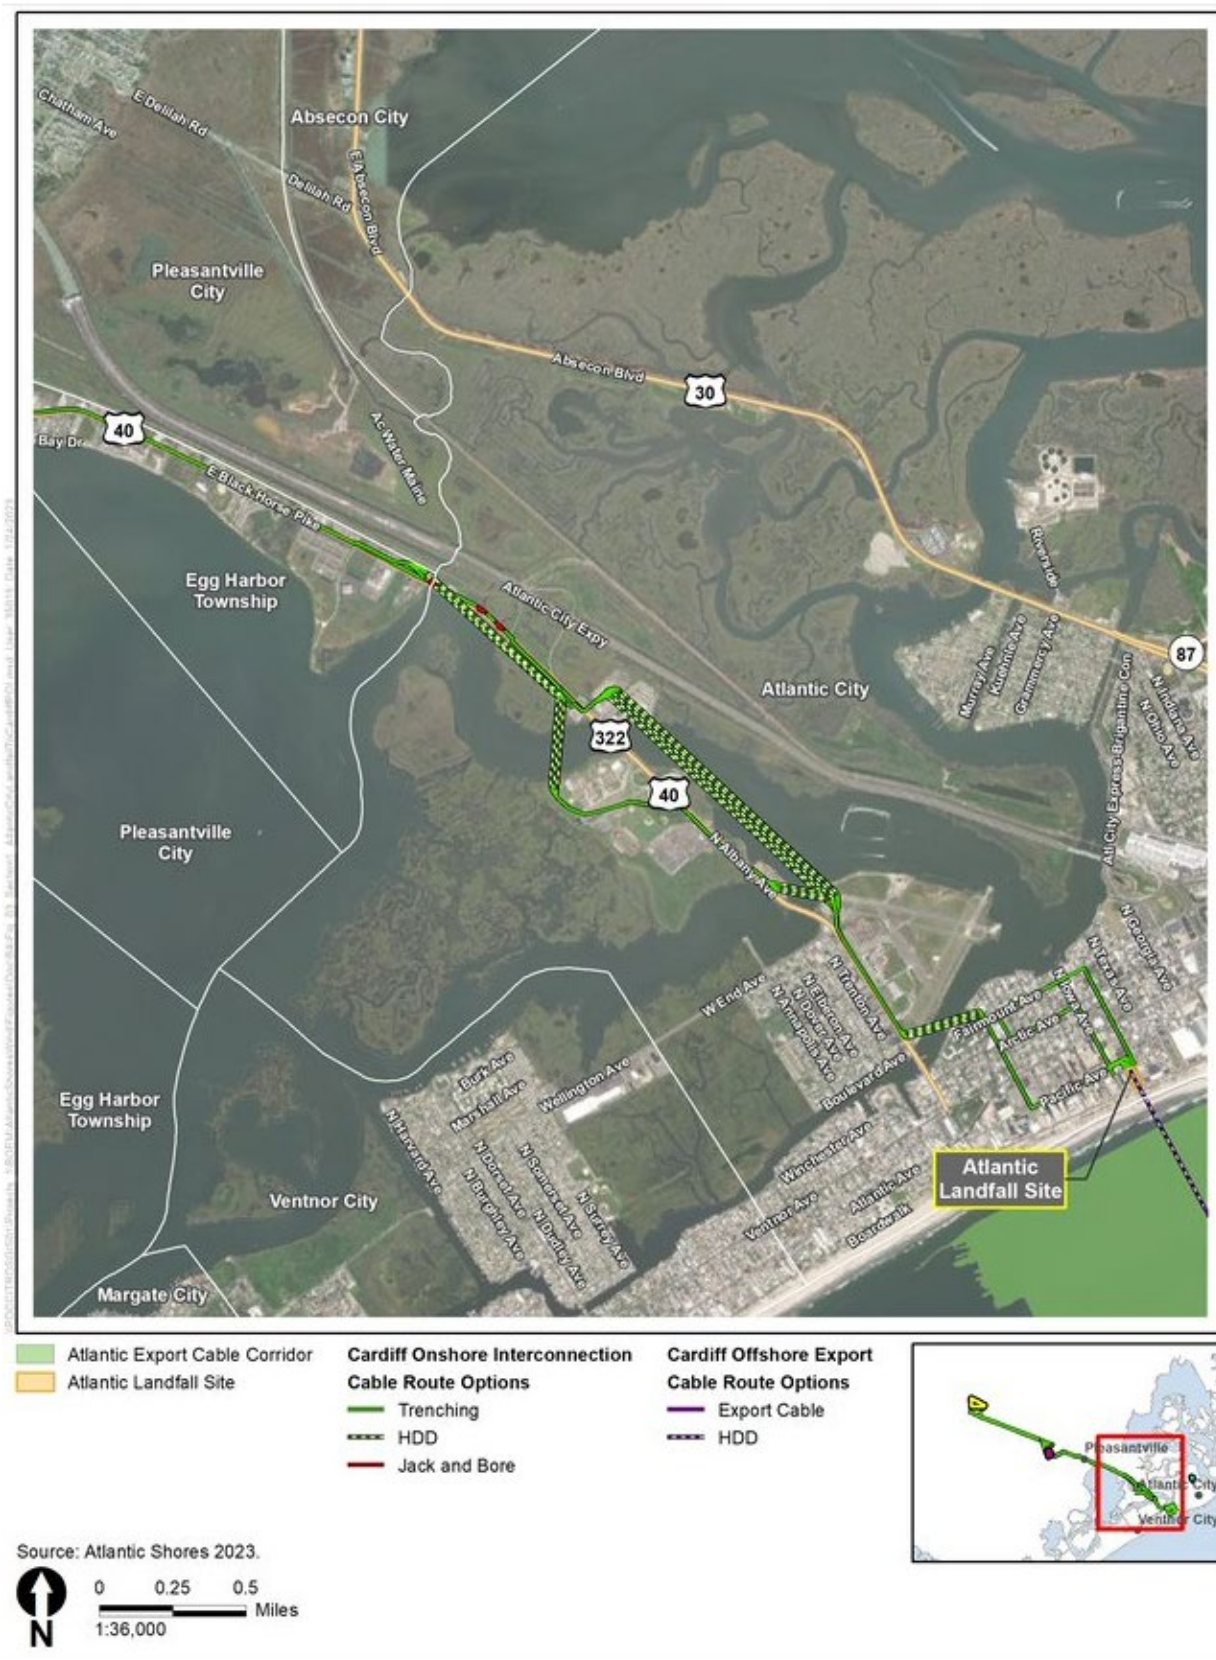 Chatham Ave
E Delilah Rd
Absecon City
Delilah Rd
E Absecon Blvd
Pleasantville
City
Absecon Blvd
30
40
Bay Dr
Ac Water Maine
E Black Horse Pike
Riverside
Egg Harbor
Township
Atlantic City Expy
Murray Ave
Kuehnle Ave
Grammercy Ave
87
Atlantic City
N Indiana Ave
N Ohio Ave
Atl City Express Brigantine Con
322
40
Pleasantville
City
N Albany Ave
N Georgia Ave
N Texas Ave
N Iowa Ave
W End Ave
N Trenton Ave
N Elberon Ave
N Dover Ave
N Annapolis Ave
Fairmount Ave
Arctic Ave
Pacific Ave
Boulevard Ave
Burk Ave
Marshall Ave
Wellington Ave
Egg Harbor
Township
N Harvard Ave
Winchester Ave
Atlantic
Landfall Site
Ventnor City
N Dorset Ave
N Burghley Ave
N Somerset Ave
N Dudley Ave
N Surrey Ave
Ventnor Ave
Atlantic Ave
Boardwalk
Margate City
Atlantic Export Cable Corridor
Atlantic Landfall Site
Cardiff Onshore Interconnection
Cable Route Options
Trenching
HDD
Jack and Bore
Cardiff Offshore Export
Cable Route Options
Export Cable
HDD
Pleasantville
Atlantic City
Ventnor City
Source: Atlantic Shores 2023.
0 0.25 0.5
Miles
1:36,000
N